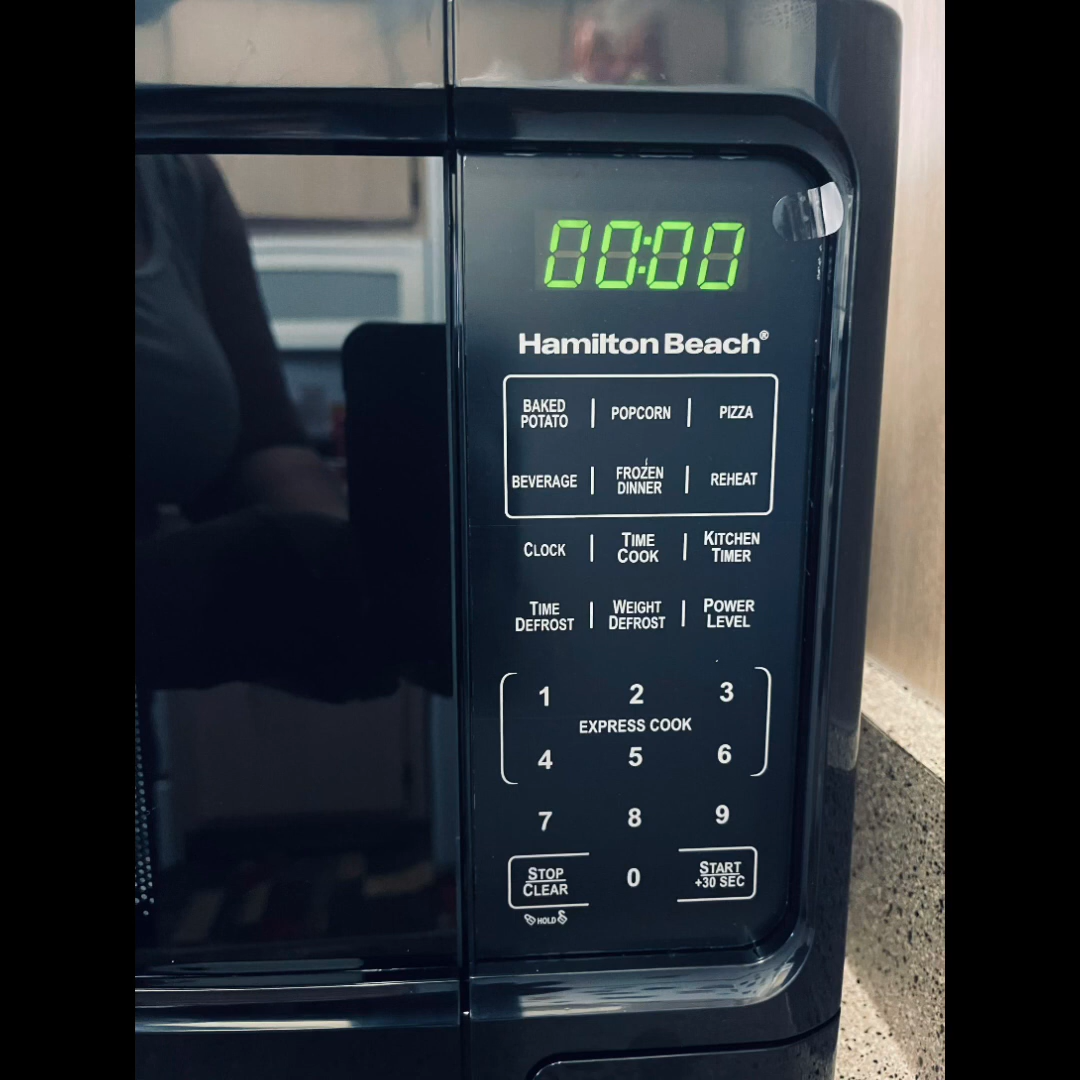 00:00
Hamilton Beach®
BAKED POTATO | POPCORN | PIZZA
BEVERAGE | FROZEN DINNER | REHEAT
CLOCK | TIME COOK | KITCHEN TIMER
TIME DEFROST | WEIGHT DEFROST | POWER LEVEL
1 2 3
EXPRESS COOK
4 5 6
7 8 9
STOP CLEAR 0 START +30 SEC
HOLD